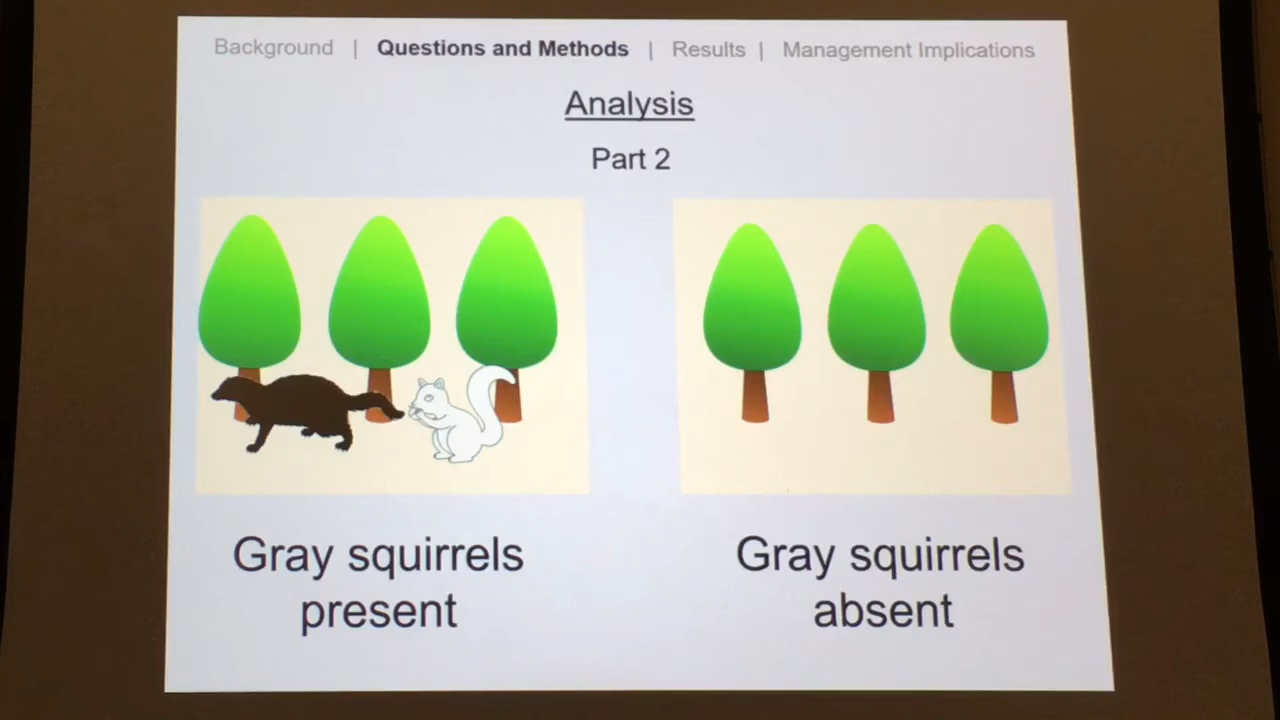 Background | Questions and Methods | Results | Management Implications
Analysis
Part 2
Gray squirrels
present
Gray squirrels
absent